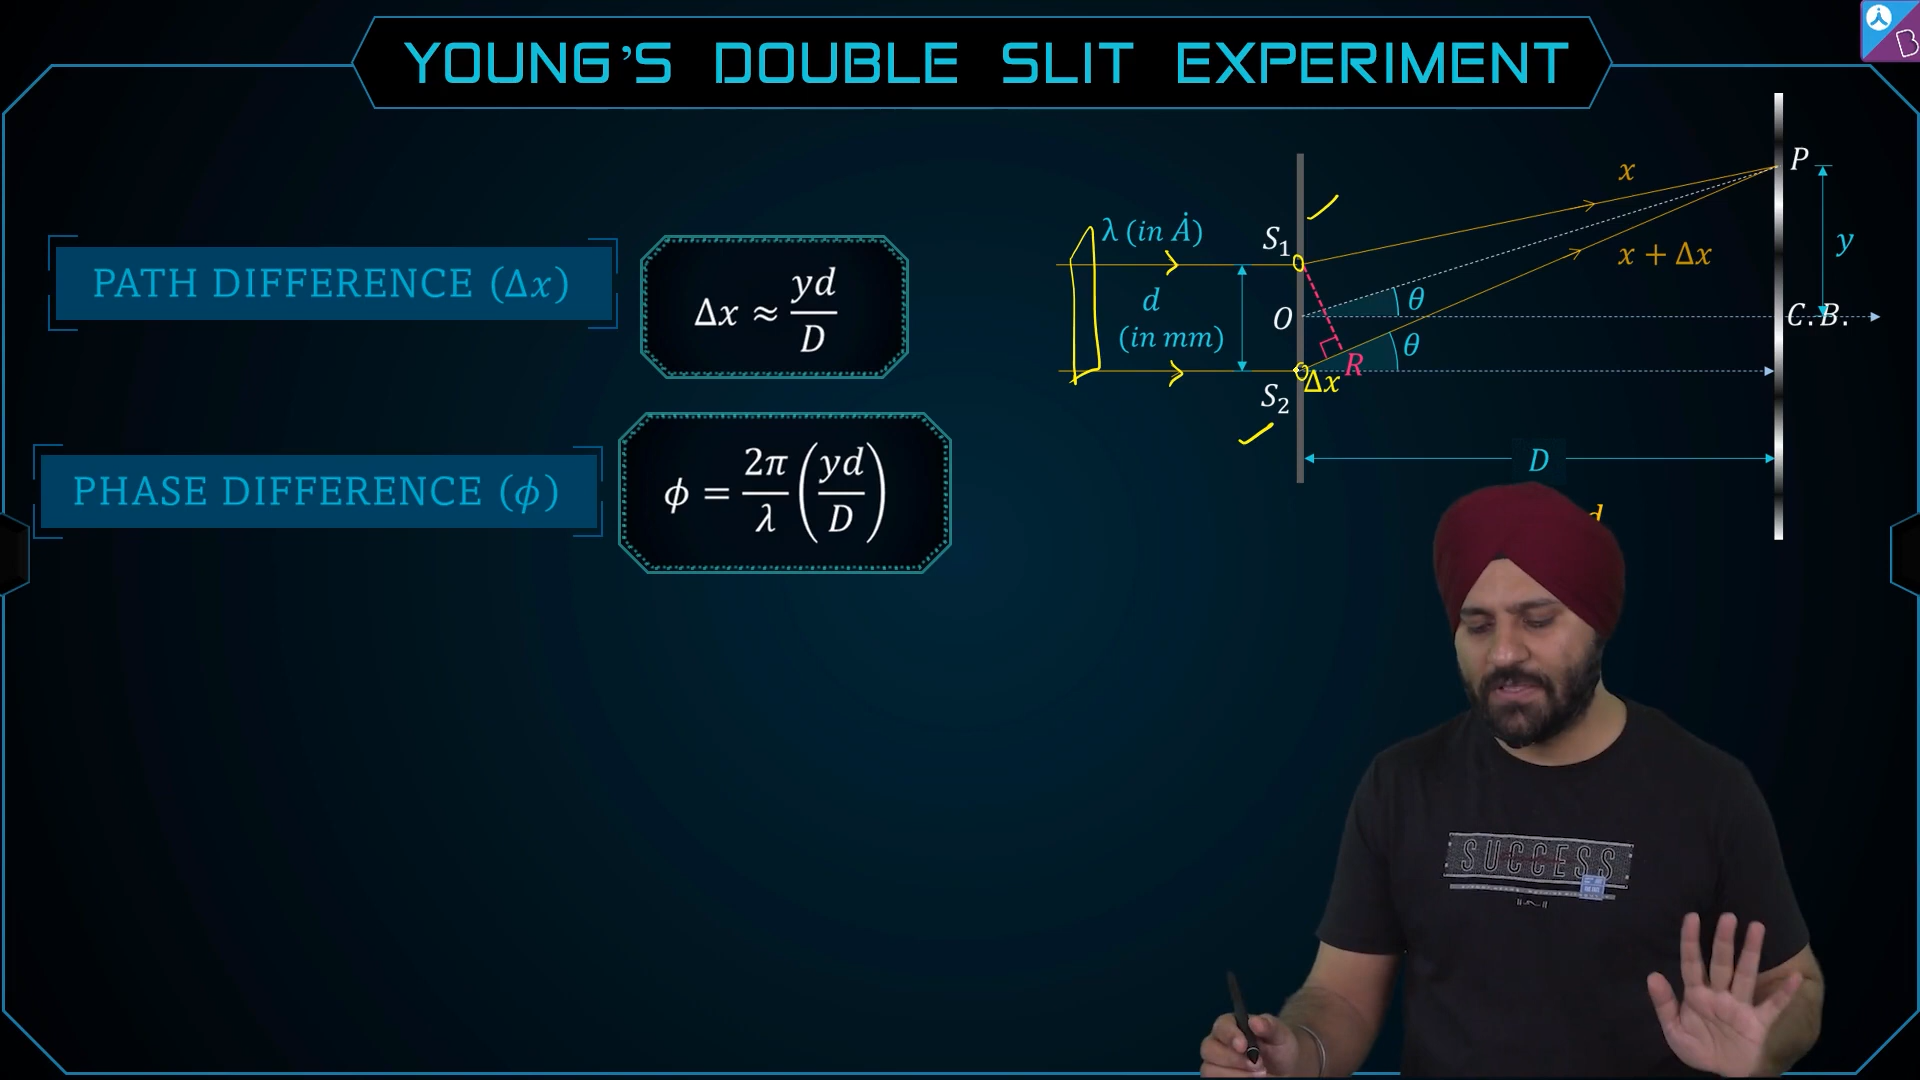 YOUNG'S DOUBLE SLIT EXPERIMENT
PATH DIFFERENCE (Δx)
Δx ≈ yd/D
PHASE DIFFERENCE (ϕ)
ϕ = 2π/λ (yd/D)
λ (in Ȧ)
d
(in mm)
S₁
O
S₂
Δx
R
θ
θ
x
x + Δx
P
y
C.B.
D
d
SUCCESS
B